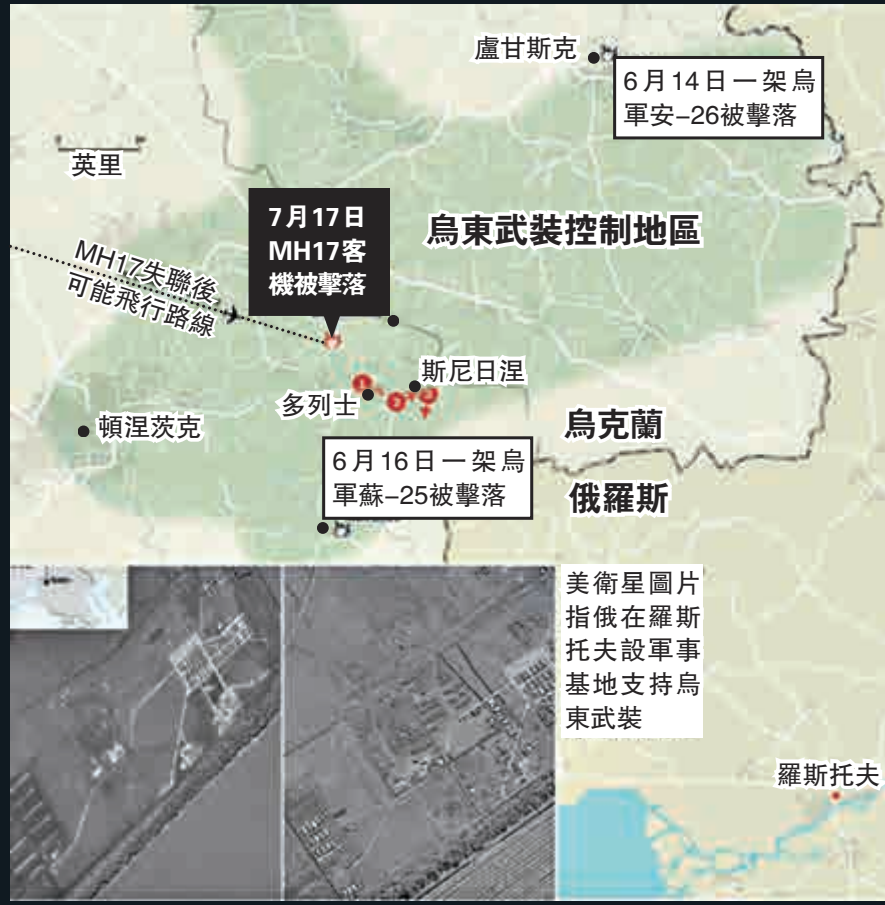 盧甘斯克
6月14日一架烏
軍安–26被擊落
英里
7月17日
MH17客
機被擊落
烏東武裝控制地區
MH17失聯後
可能飛行路線
斯尼日涅
1
多列士
2
3
頓涅茨克
烏克蘭
6月16日一架烏
軍蘇–25被擊落
俄羅斯
美衛星圖片
指俄在羅斯
托夫設軍事
基地支持烏
東武裝
羅斯托夫